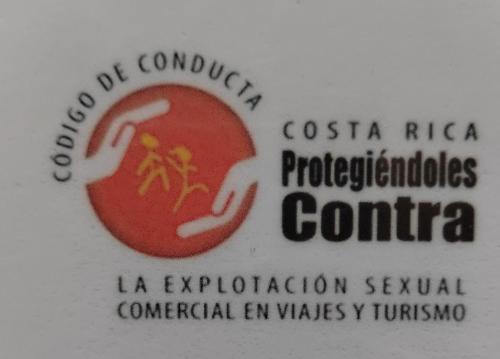 CÓDIGO DE CONDUCTA
COSTA RICA
Protegiéndoles
Contra
LA EXPLOTACIÓN SEXUAL
COMERCIAL EN VIAJES Y TURISMO